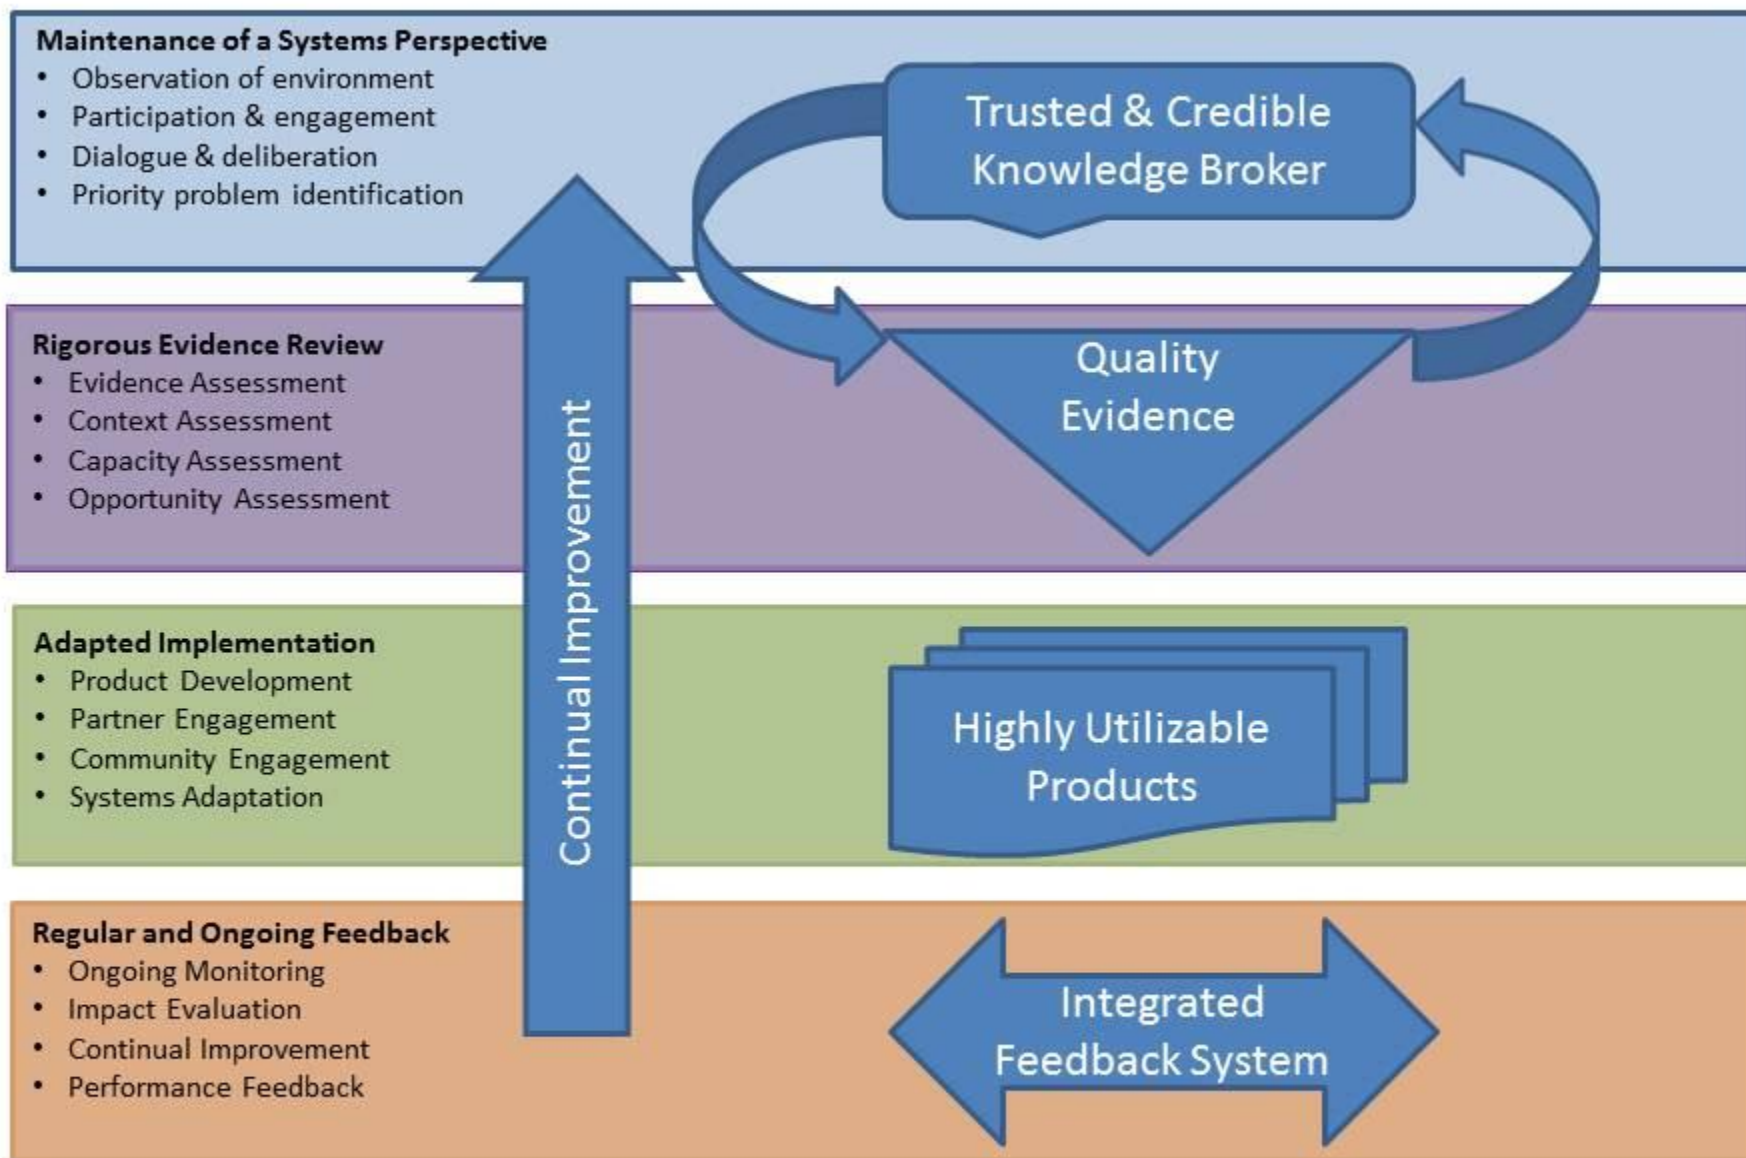 Maintenance of a Systems Perspective
• Observation of environment
• Participation & engagement
• Dialogue & deliberation
• Priority problem identification
Trusted & Credible
Knowledge Broker
Rigorous Evidence Review
• Evidence Assessment
• Context Assessment
• Capacity Assessment
• Opportunity Assessment
Quality
Evidence
Continual Improvement
Adapted Implementation
• Product Development
• Partner Engagement
• Community Engagement
• Systems Adaptation
Highly Utilizable
Products
Regular and Ongoing Feedback
• Ongoing Monitoring
• Impact Evaluation
• Continual Improvement
• Performance Feedback
Integrated
Feedback System